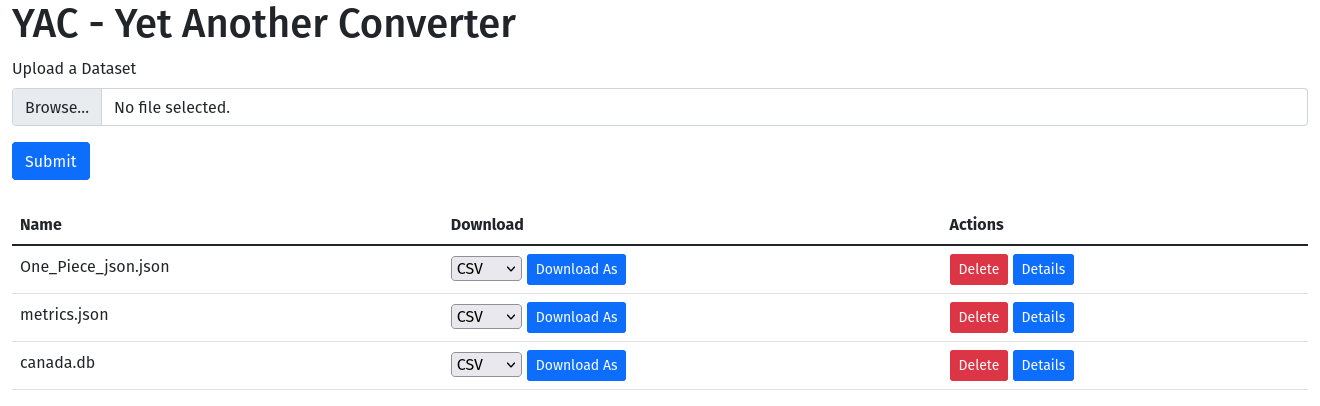 YAC - Yet Another Converter
Upload a Dataset
Browse... No file selected.
Submit
Name Download Actions
One_Piece_json.json CSV Download As Delete Details
metrics.json CSV Download As Delete Details
canada.db CSV Download As Delete Details